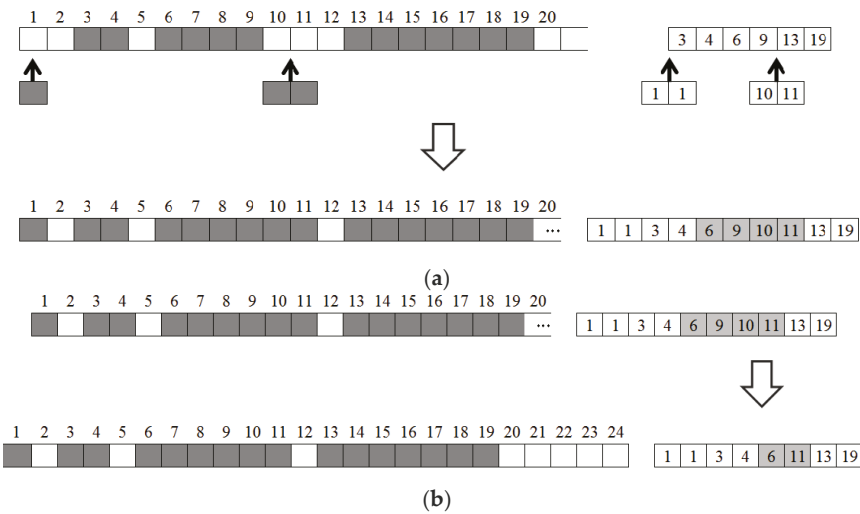 1 2 3 4 5 6 7 8 9 10 11 12 13 14 15 16 17 18 19 20
3 4 6 9 13 19
1 1 10 11
1 2 3 4 5 6 7 8 9 10 11 12 13 14 15 16 17 18 19 20
... 1 1 3 4 6 9 10 11 13 19
(a)
1 2 3 4 5 6 7 8 9 10 11 12 13 14 15 16 17 18 19 20
... 1 1 3 4 6 9 10 11 13 19
1 2 3 4 5 6 7 8 9 10 11 12 13 14 15 16 17 18 19 20 21 22 23 24
1 1 3 4 6 11 13 19
(b)